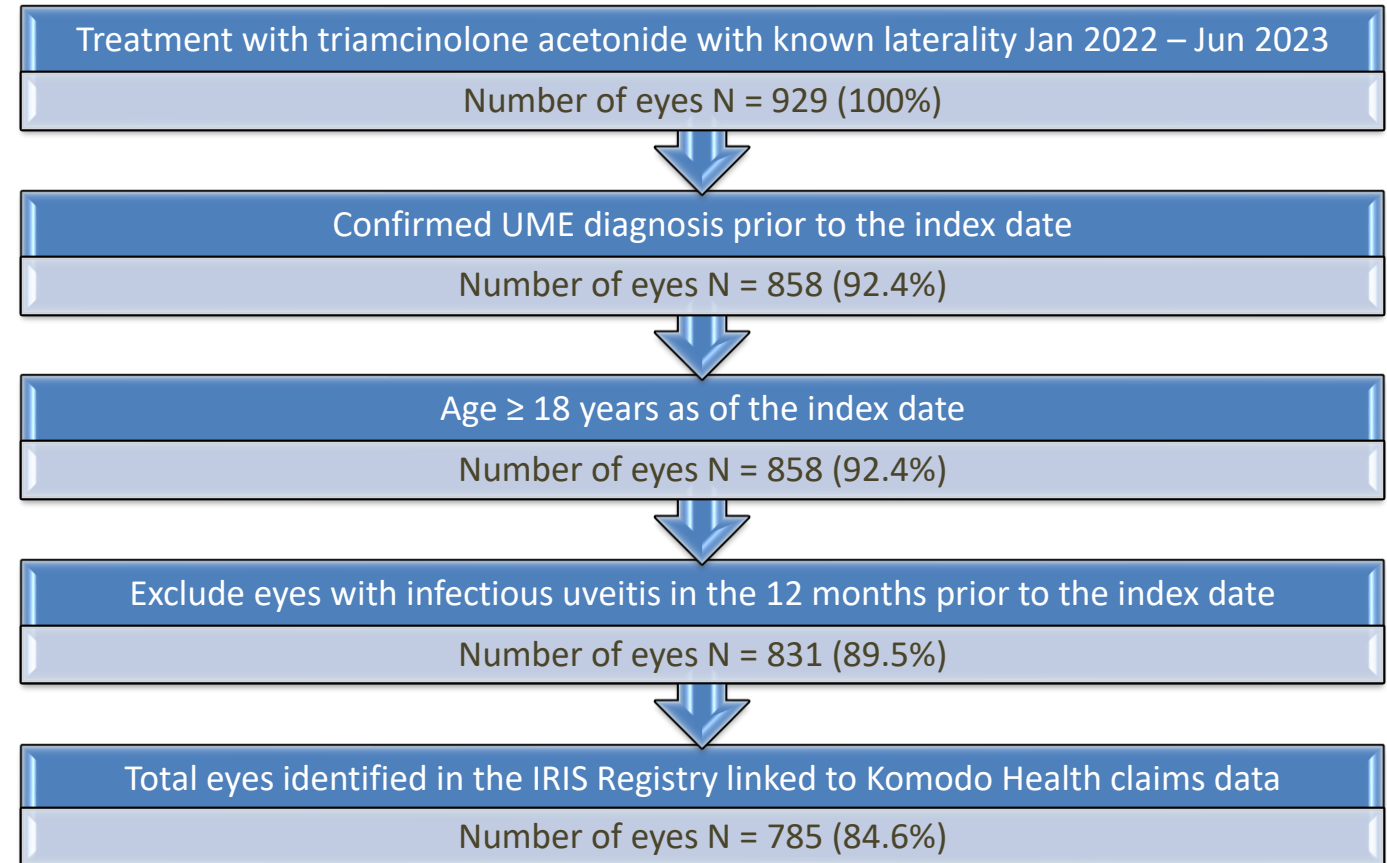 Treatment with triamcinolone acetonide with known laterality Jan 2022 – Jun 2023
Number of eyes N = 929 (100%)
Confirmed UME diagnosis prior to the index date
Number of eyes N = 858 (92.4%)
Age ≥ 18 years as of the index date
Number of eyes N = 858 (92.4%)
Exclude eyes with infectious uveitis in the 12 months prior to the index date
Number of eyes N = 831 (89.5%)
Total eyes identified in the IRIS Registry linked to Komodo Health claims data
Number of eyes N = 785 (84.6%)